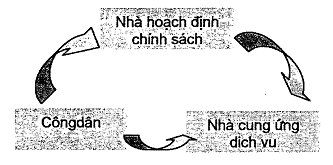 Nhà hoạch định
chính sách
Côngdân
Nhà cung ứng
dịch vụ